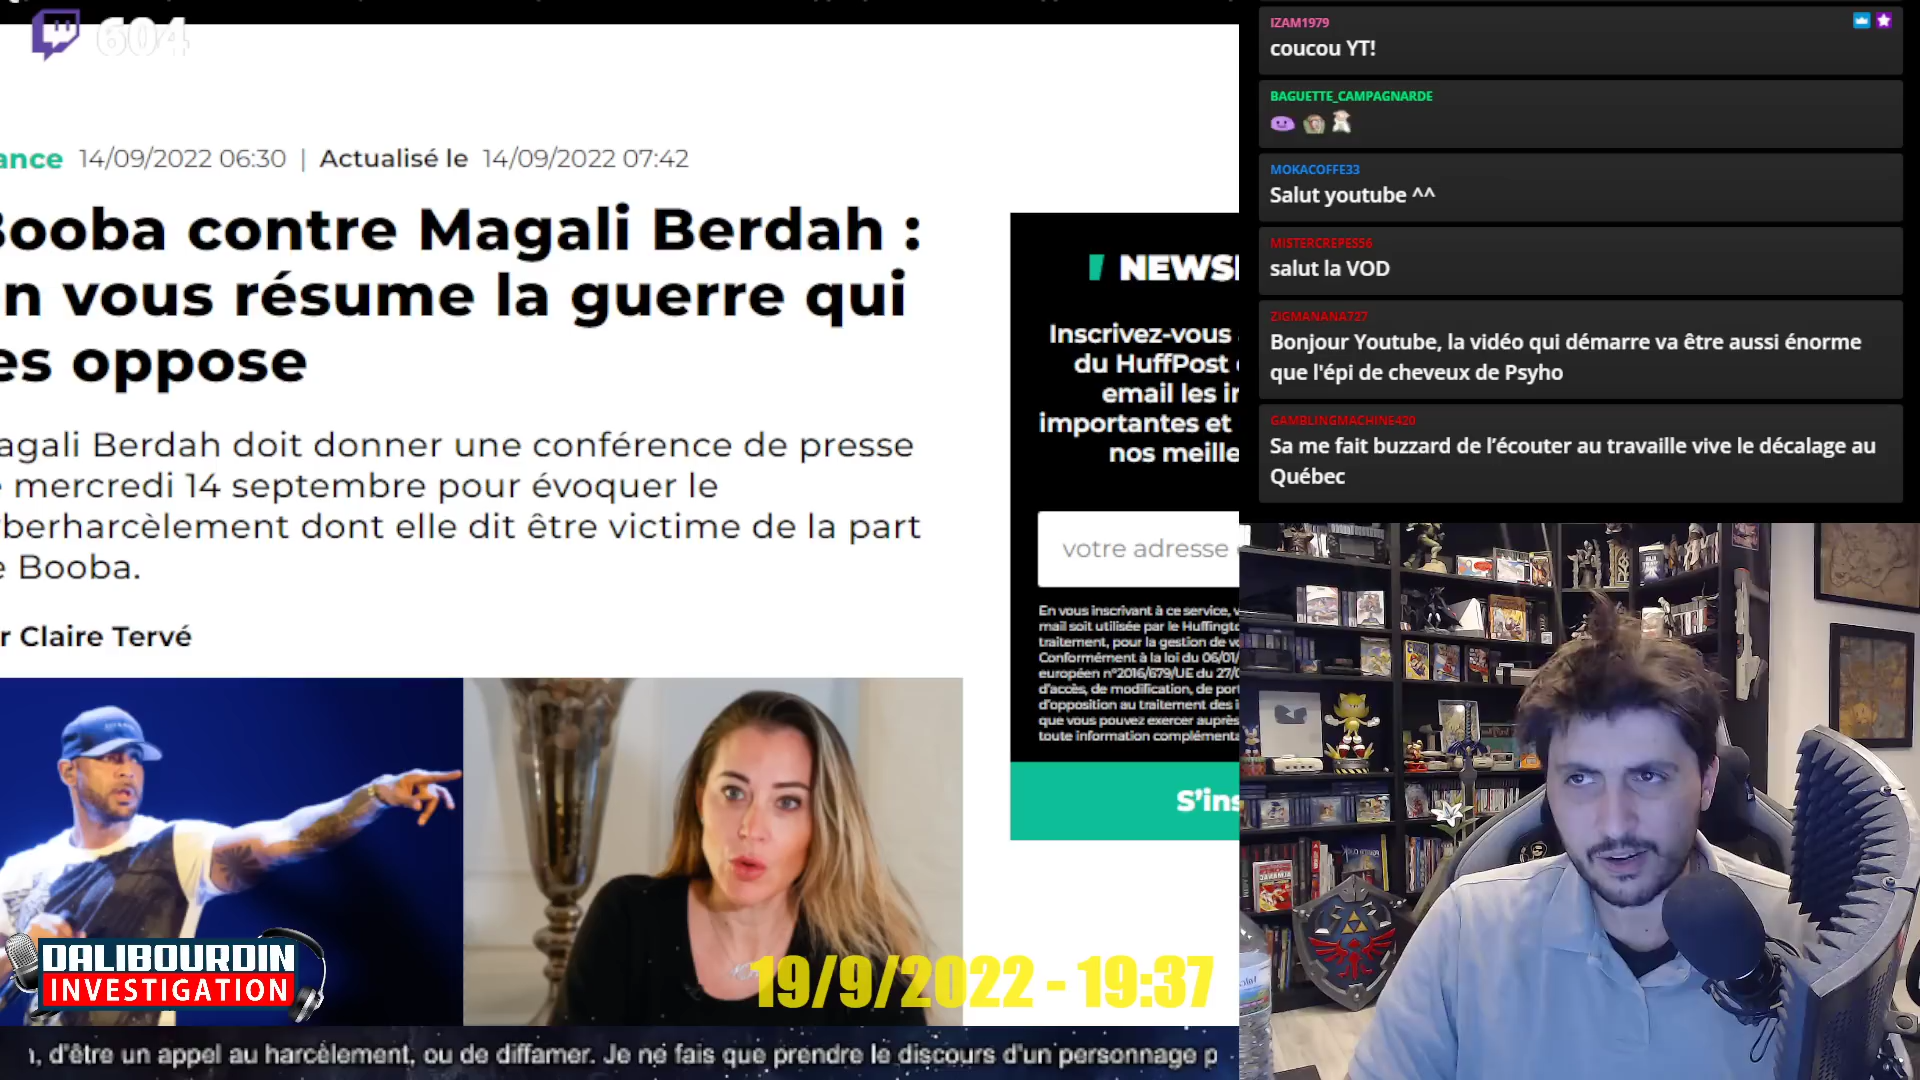 604
ance 14/09/2022 06:30 | Actualisé le 14/09/2022 07:42
Booba contre Magali Berdah :
n vous résume la guerre qui
es oppose
agali Berdah doit donner une conférence de presse
e mercredi 14 septembre pour évoquer le
berharcèlement dont elle dit être victime de la part
e Booba.
r Claire Tervé
NEWS
Inscrivez-vous
du HuffPost
email les in
importantes et
nos meille
votre adresse
En vous inscrivant à ce service, v
mail soit utilisée par le Huffingto
traitement, pour la gestion de vo
Conformément à la loi du 06/01/
européen n°2016/679/UE du 27/0
d'accès, de modification, de port
d'opposition au traitement des i
que vous pouvez exercer auprès
toute information complémenta
S'ins
DALIBOURDIN
INVESTIGATION
19/9/2022 - 19:37
, d'être un appel au harcèlement, ou de diffamer. Je ne fais que prendre le discours d'un personnage p
IZAM1979
coucou YT!
BAGUETTE_CAMPAGNARDE
MOKACOFFE33
Salut youtube ^^
MISTERCREPES56
salut la VOD
ZIGMANANA727
Bonjour Youtube, la vidéo qui démarre va être aussi énorme
que l'épi de cheveux de Psyho
GAMBLINGMACHINE420
Sa me fait buzzard de l'écouter au travaille vive le décalage au
Québec